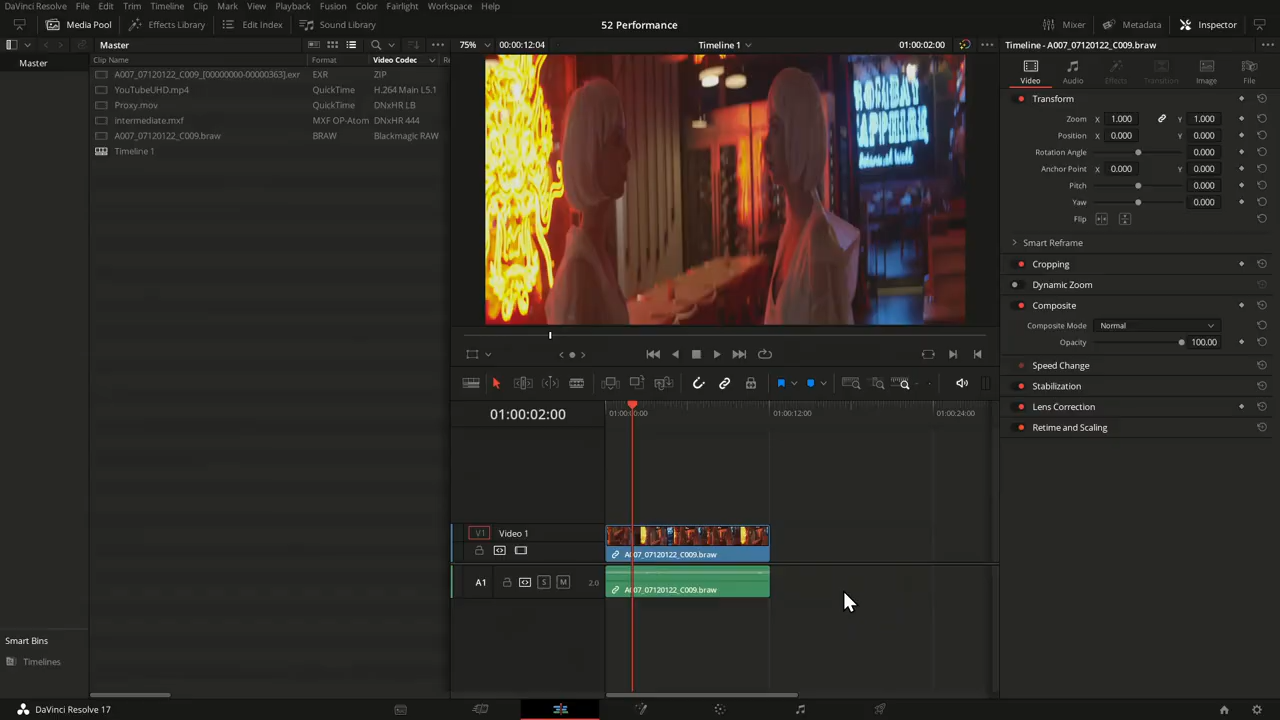 DaVinci Resolve File Edit Trim Timeline Clip Mark View Playback Fusion Color Fairlight Workspace Help
Media Pool Effects Library Edit Index Sound Library 52 Performance Mixer Metadata Inspector
Master 75% 00:00:12:04 Timeline 1 01:00:02:00 Timeline - A007_07120122_C009.braw
Master
Clip Name Format Video Codec
A007_07120122_C009_[00000000-00000363].exr EXR ZIP
YouTubeUHD.mp4 QuickTime H.264 Main L5.1
Proxy.mov QuickTime DNxHR LB
intermediate.mxf MXF OP-Atom DNxHR 444
A007_07120122_C009.braw BRAW Blackmagic RAW
Timeline 1
BOMBAY
SAPPHIRE
Video Audio Effects Transition Image File
Transform
Zoom X 1.000 Y 1.000
Position X 0.000 Y 0.000
Rotation Angle 0.000
Anchor Point X 0.000 Y 0.000
Pitch 0.000
Yaw 0.000
Flip
Smart Reframe
Cropping
Dynamic Zoom
Composite
Composite Mode Normal
Opacity 100.00
Speed Change
Stabilization
Lens Correction
Retime and Scaling
01:00:02:00 01:00:00:00 01:00:12:00 01:00:24:00
V1 Video 1
A007_07120122_C009.braw
A1 S M 2.0
A007_07120122_C009.braw
Smart Bins
Timelines
DaVinci Resolve 17